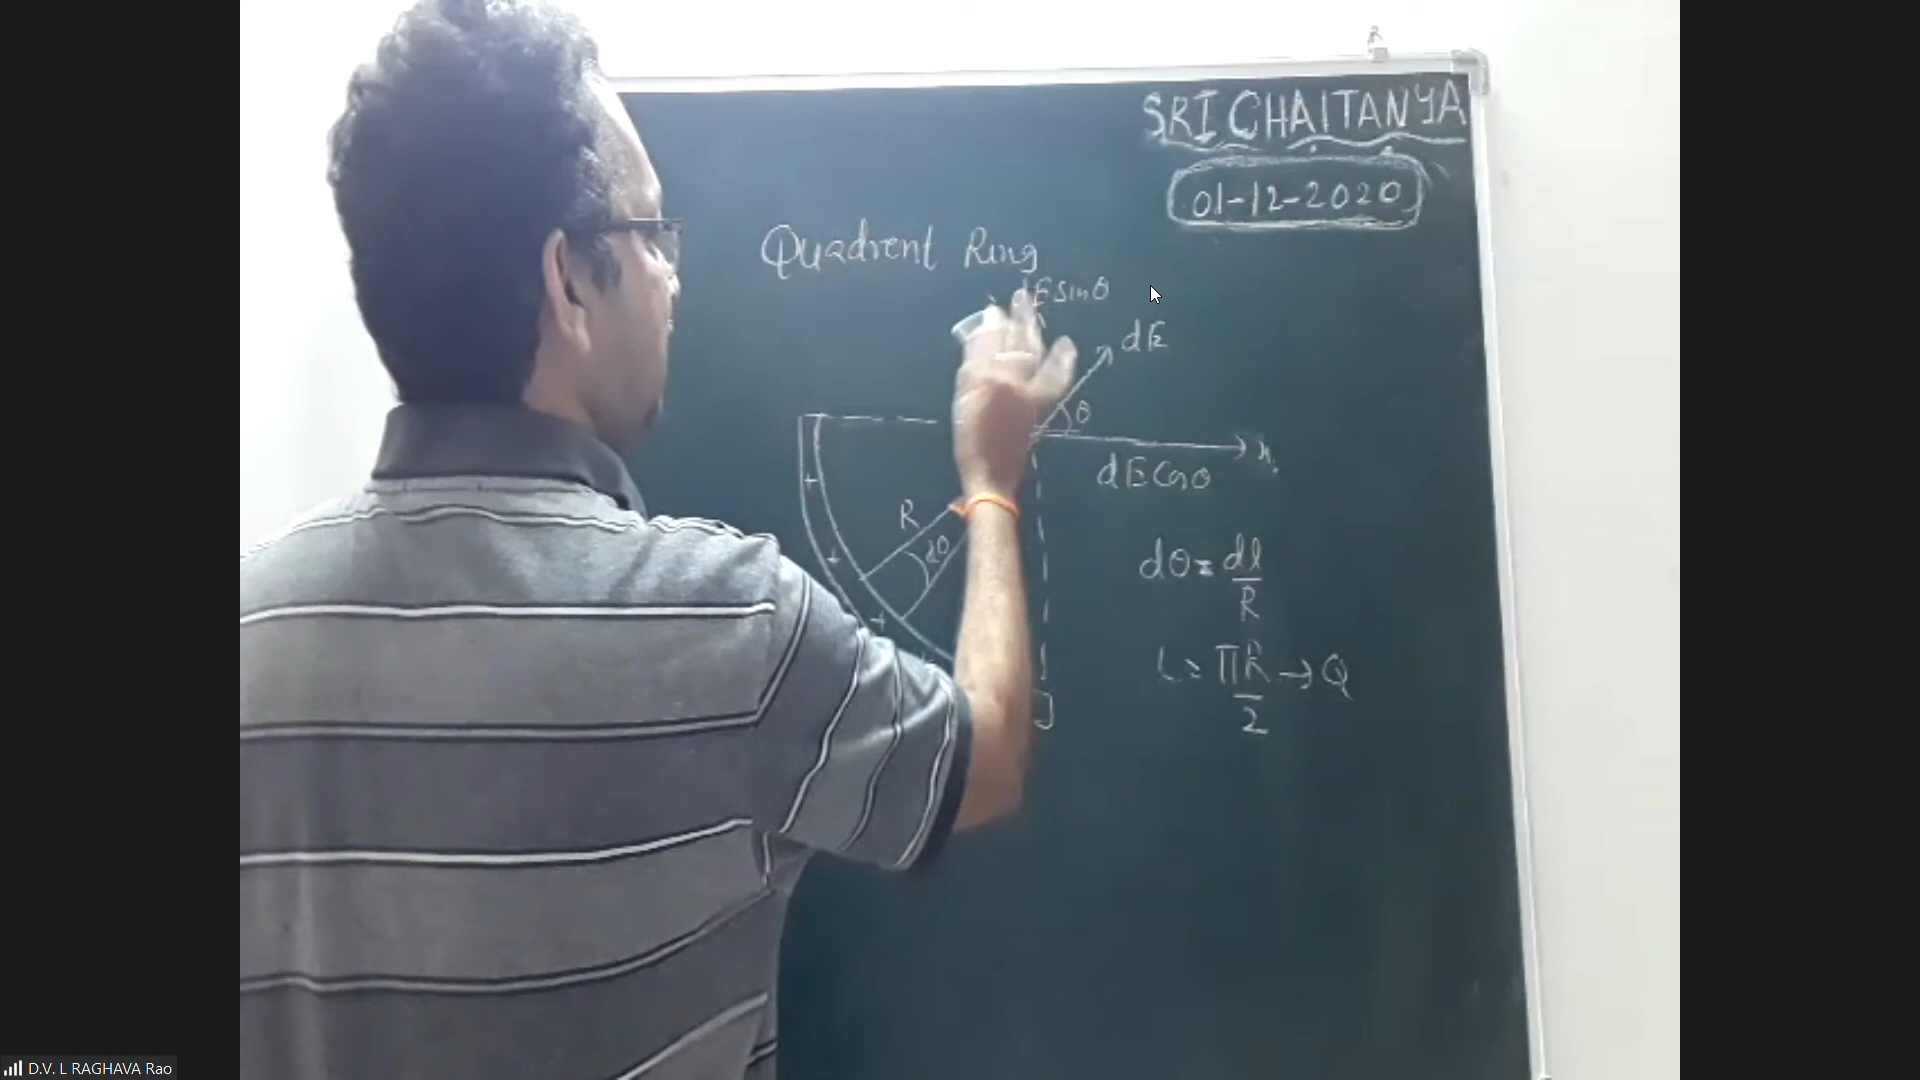 SRI CHAITANYA
01-12-2020
Quadrent Ring
dE Sinθ
dE
θ
x
dE Cosθ
R
dθ
dθ = dl/R
l = πR/2 → Q
D.V. L RAGHAVA Rao